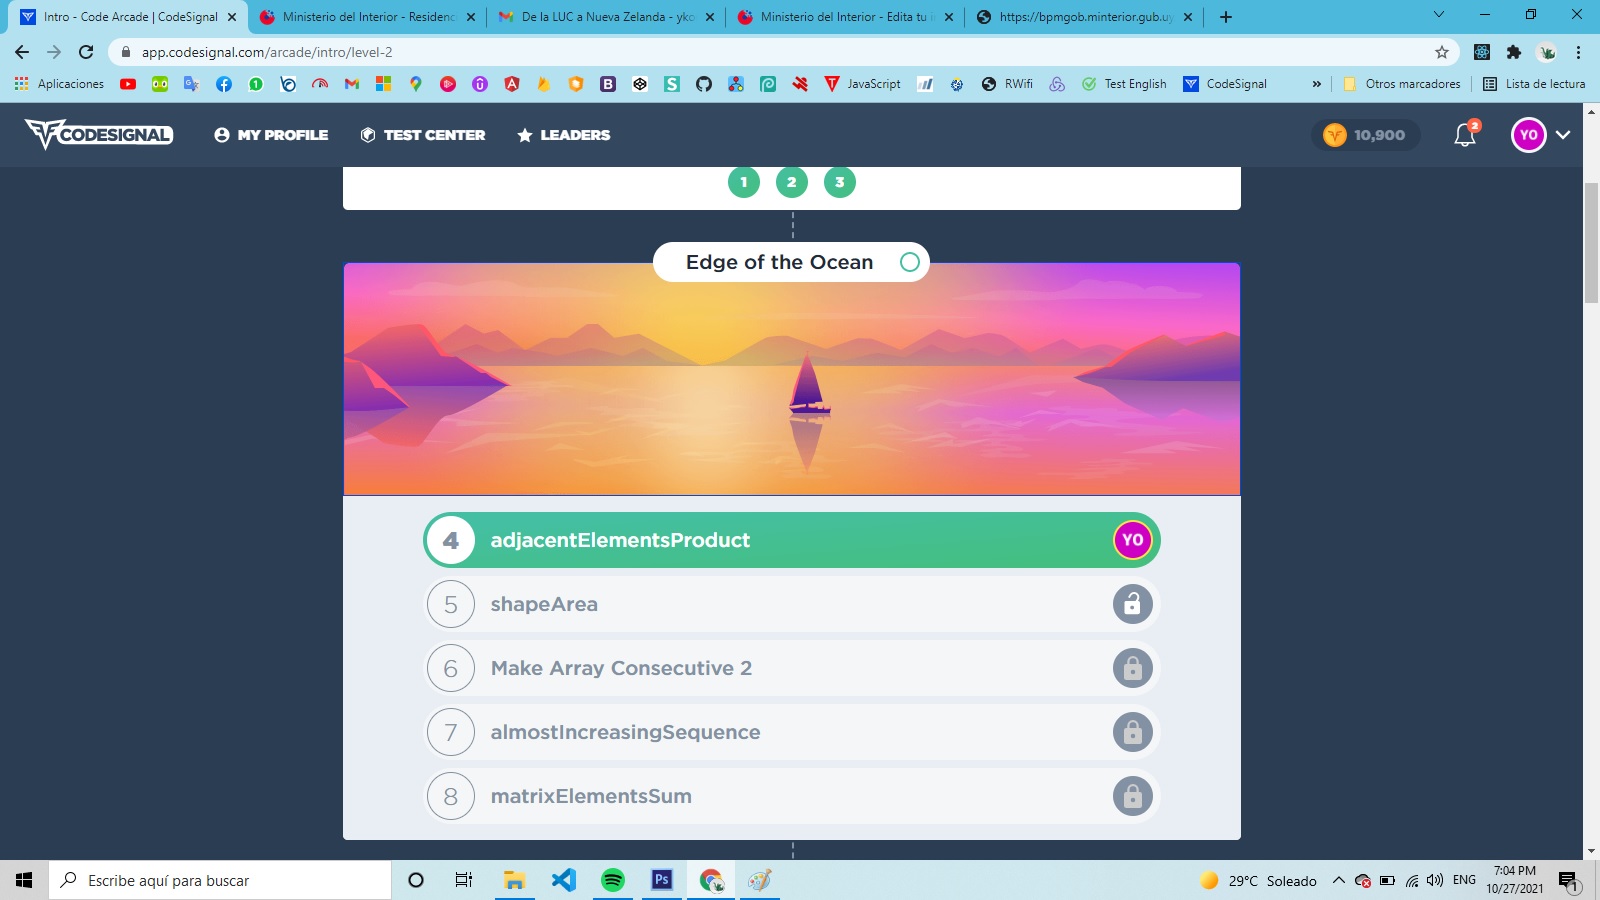 Intro - Code Arcade | CodeSignal
Ministerio del Interior - Residenc
De la LUC a Nueva Zelanda - yko
Ministerio del Interior - Edita tu i
https://bpmgob.minterior.gub.uy
app.codesignal.com/arcade/intro/level-2
Aplicaciones
JavaScript
RWifi
Test English
CodeSignal
»
Otros marcadores
Lista de lectura
CODESIGNAL
MY PROFILE
TEST CENTER
LEADERS
10,900
2
YO
1 2 3
Edge of the Ocean
4 adjacentElementsProduct YO
5 shapeArea
6 Make Array Consecutive 2
7 almostIncreasingSequence
8 matrixElementsSum
Escribe aquí para buscar
Ps
29°C Soleado
ENG
7:04 PM
10/27/2021
1